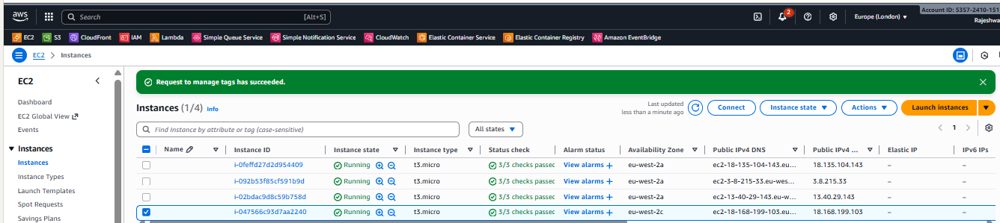 Account ID: 5357-2410-151
aws Search [Alt+S] 2 Europe (London) Rajeshwa
EC2 S3 CloudFront IAM Lambda Simple Queue Service Simple Notification Service CloudWatch Elastic Container Service Elastic Container Registry Amazon EventBridge
EC2 > Instances
EC2
Dashboard
EC2 Global View
Events
Instances
Instances
Instance Types
Launch Templates
Spot Requests
Savings Plans
Request to manage tags has succeeded.
Instances (1/4) Info
Last updated
less than a minute ago
Connect Instance state Actions Launch instances
Find Instance by attribute or tag (case-sensitive) All states 1
Name Instance ID Instance state Instance type Status check Alarm status Availability Zone Public IPv4 DNS Public IPv4 ... Elastic IP IPv6 IPs
i-0feffd27d2d954409 Running t3.micro 3/3 checks passed View alarms + eu-west-2a ec2-18-135-104-143.eu... 18.135.104.143 – –
i-092b53f85cf591b9d Running t3.micro 3/3 checks passed View alarms + eu-west-2a ec2-3-8-215-33.eu-wes... 3.8.215.33 – –
i-02bdac9d8c59b758d Running t3.micro 3/3 checks passed View alarms + eu-west-2a ec2-13-40-29-143.eu-w... 13.40.29.143 – –
i-047566c93d7aa2240 Running t3.micro 3/3 checks passed View alarms + eu-west-2c ec2-18-168-199-103.eu... 18.168.199.103 – –